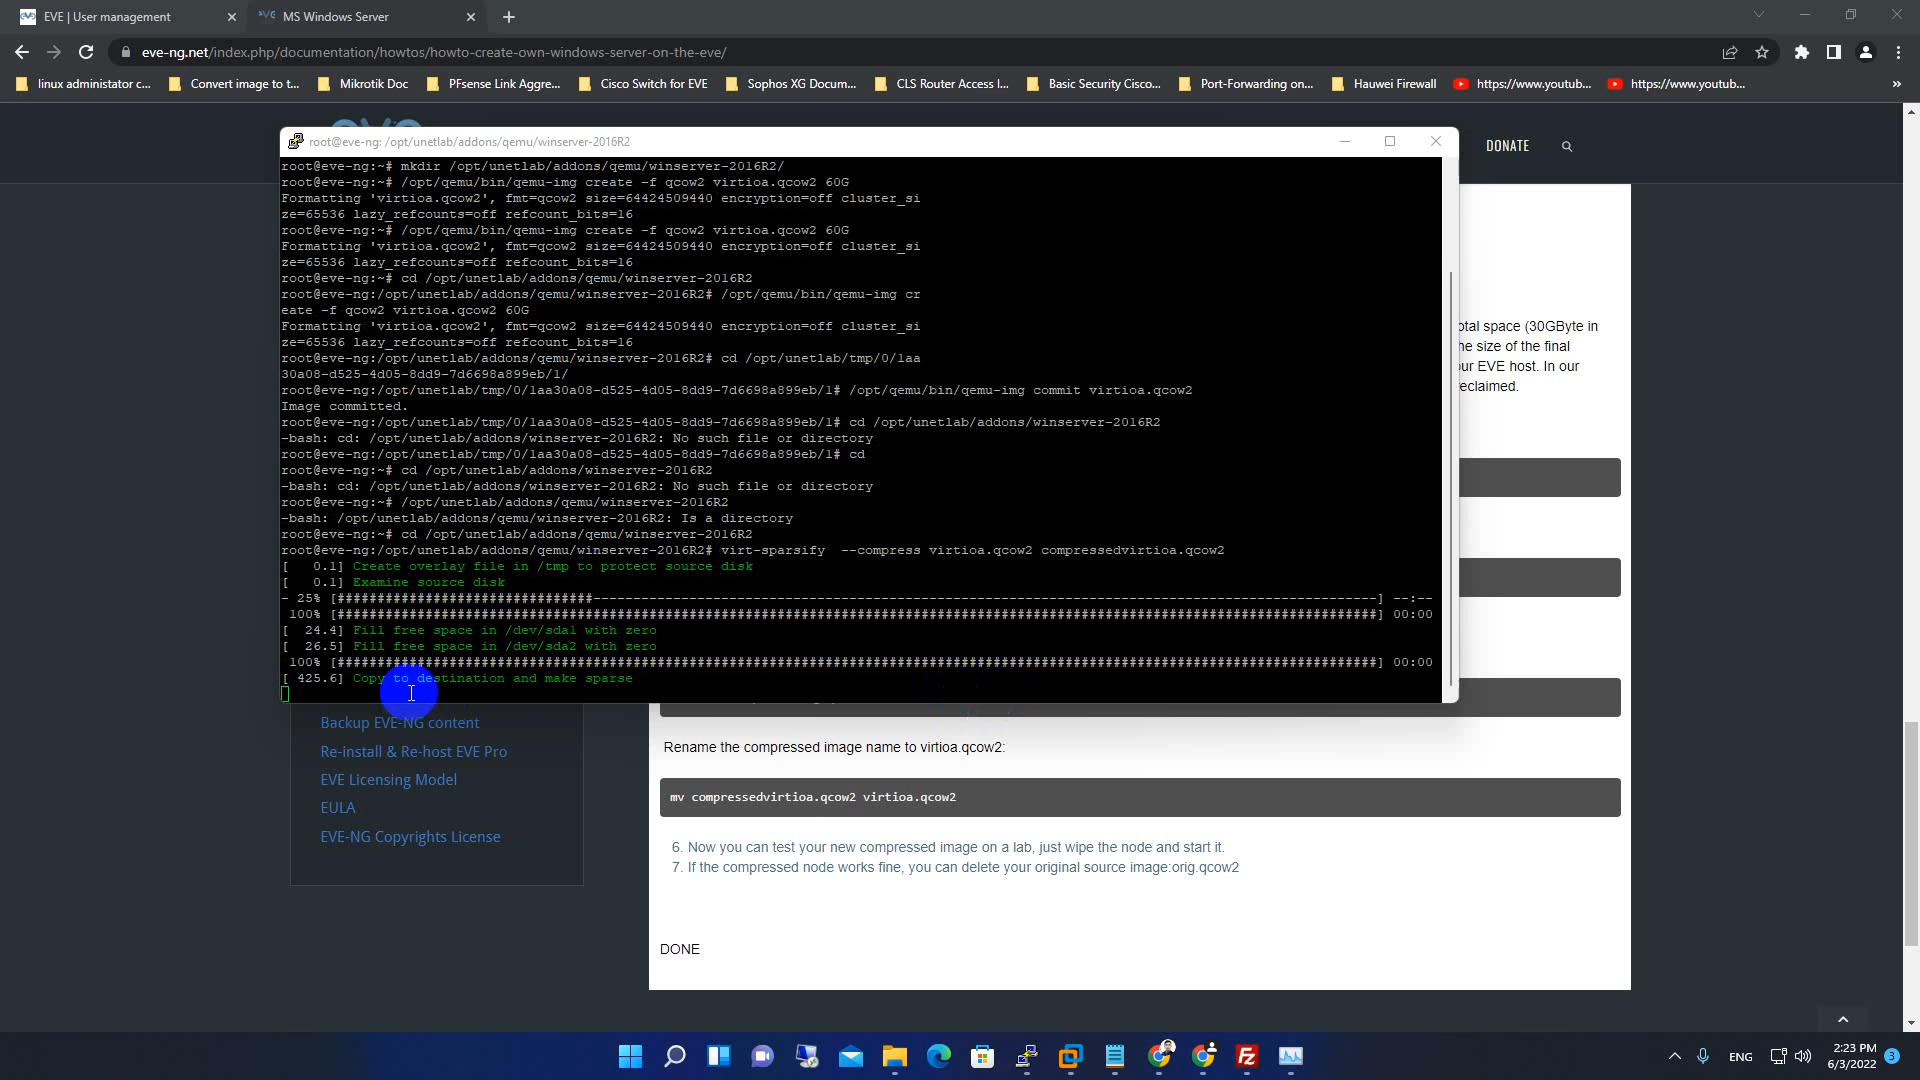 EVE | User management
MS Windows Server
eve-ng.net/index.php/documentation/howtos/howto-create-own-windows-server-on-the-eve/
linux administator c...
Convert image to t...
Mikrotik Doc
PFsense Link Aggre...
Cisco Switch for EVE
Sophos XG Docum...
CLS Router Access I...
Basic Security Cisco...
Port-Forwarding on...
Hauwei Firewall
https://www.youtub...
https://www.youtub...
DONATE
root@eve-ng: /opt/unetlab/addons/qemu/winserver-2016R2
root@eve-ng:~# mkdir /opt/unetlab/addons/qemu/winserver-2016R2/
root@eve-ng:~# /opt/qemu/bin/qemu-img create -f qcow2 virtioa.qcow2 60G
Formatting 'virtioa.qcow2', fmt=qcow2 size=64424509440 encryption=off cluster_si
ze=65536 lazy_refcounts=off refcount_bits=16
root@eve-ng:~# /opt/qemu/bin/qemu-img create -f qcow2 virtioa.qcow2 60G
Formatting 'virtioa.qcow2', fmt=qcow2 size=64424509440 encryption=off cluster_si
ze=65536 lazy_refcounts=off refcount_bits=16
root@eve-ng:~# cd /opt/unetlab/addons/qemu/winserver-2016R2
root@eve-ng:/opt/unetlab/addons/qemu/winserver-2016R2# /opt/qemu/bin/qemu-img cr
eate -f qcow2 virtioa.qcow2 60G
Formatting 'virtioa.qcow2', fmt=qcow2 size=64424509440 encryption=off cluster_si
ze=65536 lazy_refcounts=off refcount_bits=16
root@eve-ng:/opt/unetlab/addons/qemu/winserver-2016R2# cd /opt/unetlab/tmp/0/1aa
30a08-d525-4d05-8dd9-7d6698a899eb/1/
root@eve-ng:/opt/unetlab/tmp/0/1aa30a08-d525-4d05-8dd9-7d6698a899eb/1# /opt/qemu/bin/qemu-img commit virtioa.qcow2
Image committed.
root@eve-ng:/opt/unetlab/tmp/0/1aa30a08-d525-4d05-8dd9-7d6698a899eb/1# cd /opt/unetlab/addons/winserver-2016R2
-bash: cd: /opt/unetlab/addons/winserver-2016R2: No such file or directory
root@eve-ng:/opt/unetlab/tmp/0/1aa30a08-d525-4d05-8dd9-7d6698a899eb/1# cd
root@eve-ng:~# cd /opt/unetlab/addons/winserver-2016R2
-bash: cd: /opt/unetlab/addons/winserver-2016R2: No such file or directory
root@eve-ng:~# /opt/unetlab/addons/qemu/winserver-2016R2
-bash: /opt/unetlab/addons/qemu/winserver-2016R2: Is a directory
root@eve-ng:~# cd /opt/unetlab/addons/qemu/winserver-2016R2
root@eve-ng:/opt/unetlab/addons/qemu/winserver-2016R2# virt-sparsify  --compress virtioa.qcow2 compressedvirtioa.qcow2
[   0.1] Create overlay file in /tmp to protect source disk
[   0.1] Examine source disk
- 25% [################################---------------------------------------------------------------------------------------------------] --:--
100% [###################################################################################################################################] 00:00
[  24.4] Fill free space in /dev/sda1 with zero
[  26.5] Fill free space in /dev/sda2 with zero
100% [###################################################################################################################################] 00:00
[ 425.6] Copy to destination and make sparse
otal space (30GByte in
he size of the final
our EVE host. In our
eclaimed.
Backup EVE-NG content
Re-install & Re-host EVE Pro
EVE Licensing Model
EULA
EVE-NG Copyrights License
Rename the compressed image name to virtioa.qcow2:
mv compressedvirtioa.qcow2 virtioa.qcow2
6. Now you can test your new compressed image on a lab, just wipe the node and start it.
7. If the compressed node works fine, you can delete your original source image:orig.qcow2
DONE
ENG
2:23 PM
6/3/2022
3